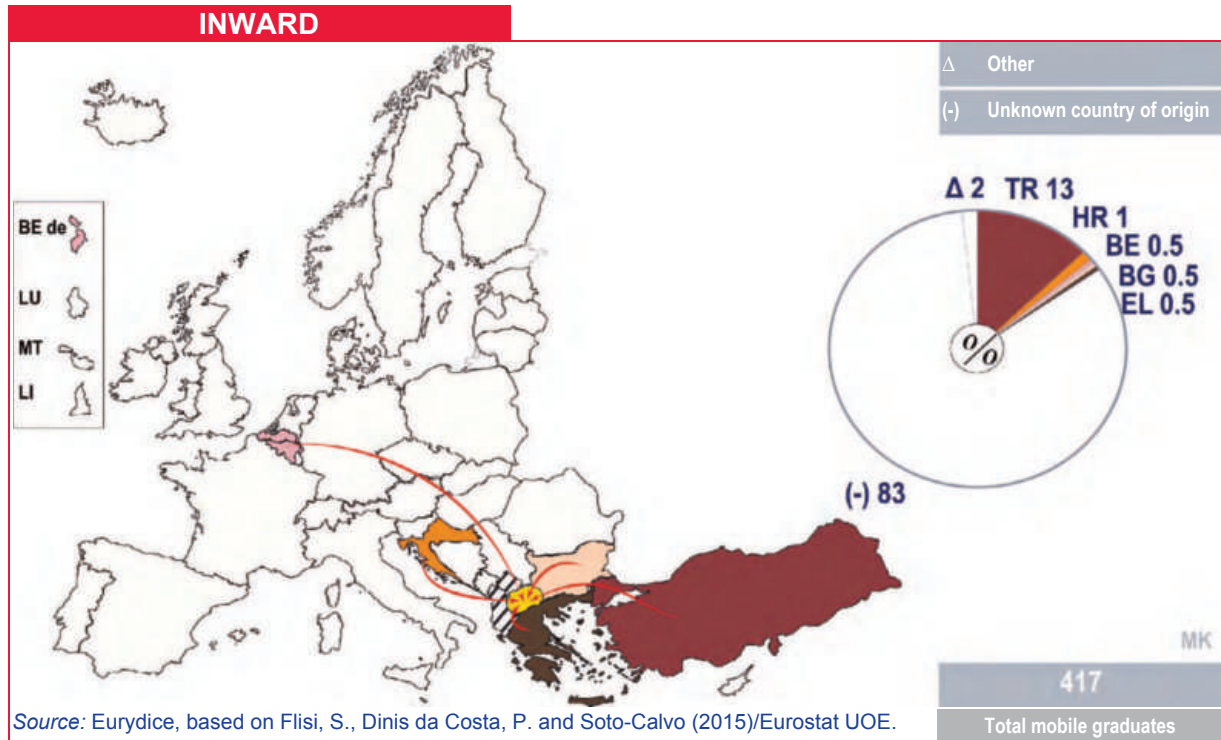 INWARD
Δ Other
(-) Unknown country of origin
BE de
LU
MT
LI
Δ 2 TR 13
HR 1
BE 0.5
BG 0.5
EL 0.5
%
(-) 83
MK
417
Total mobile graduates
Source: Eurydice, based on Flisi, S., Dinis da Costa, P. and Soto-Calvo (2015)/Eurostat UOE.